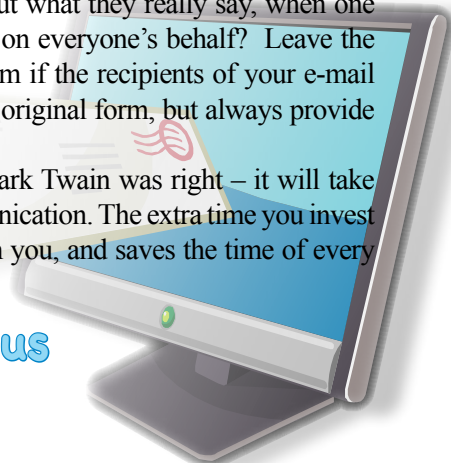 ut what they really say, when one
on everyone’s behalf?  Leave the
m if the recipients of your e-mail
original form, but always provide
ark Twain was right – it will take
nication. The extra time you invest
n you, and saves the time of every
us